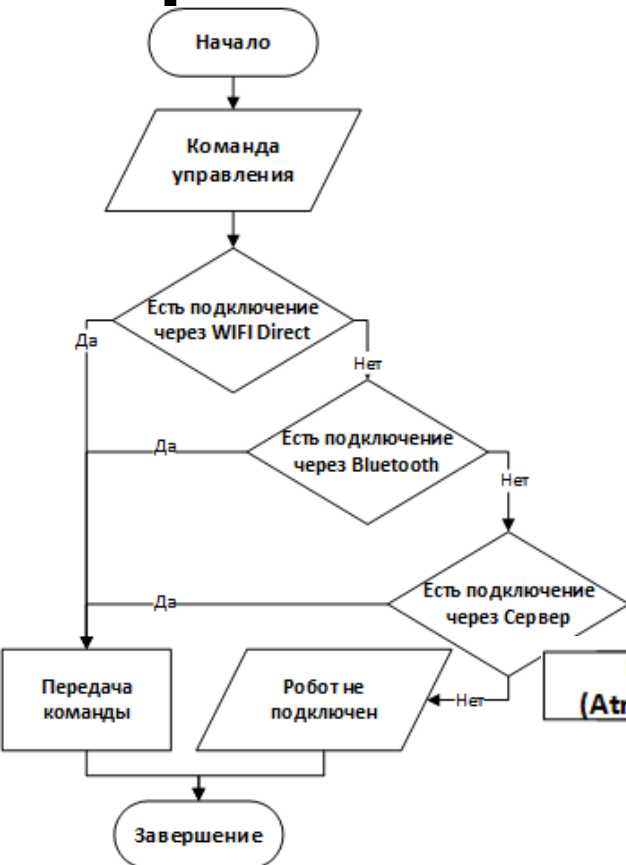 Начало
Команда
управления
Есть подключение
через WIFI Direct
Да
Нет
Есть подключение
через Bluetooth
Да
Нет
Есть подключение
через Сервер
Да
Передача
команды
Робот не
подключен
Нет
Завершение